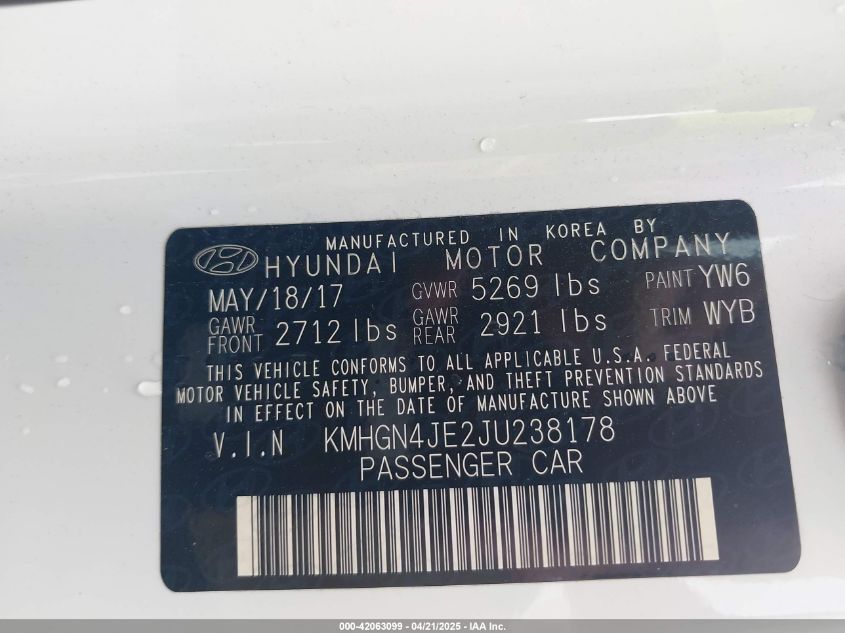 MANUFACTURED IN KOREA BY
HYUNDAI MOTOR COMPANY
MAY/18/17 GVWR 5269 lbs PAINT YW6
GAWR FRONT 2712 lbs GAWR REAR 2921 lbs TRIM WYB
THIS VEHICLE CONFORMS TO ALL APPLICABLE U.S.A. FEDERAL
MOTOR VEHICLE SAFETY, BUMPER, AND THEFT PREVENTION STANDARDS
IN EFFECT ON THE DATE OF MANUFACTURE SHOWN ABOVE
V.I.N KMHGN4JE2JU238178
PASSENGER CAR
000-42063099 - 04/21/2025 - IAA Inc.